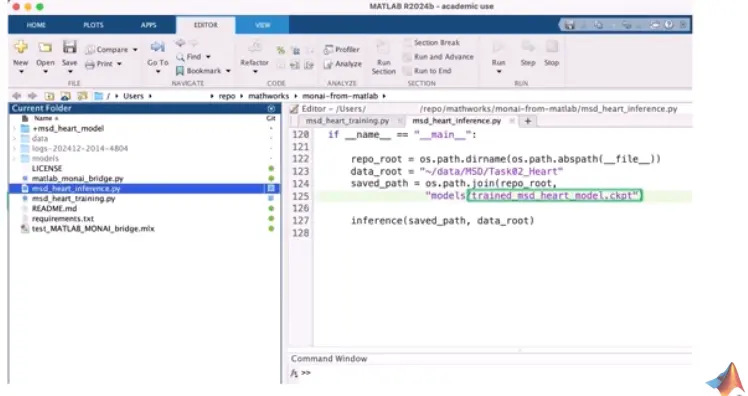 MATLAB R2024b - academic use
HOME PLOTS APPS EDITOR VIEW
New Open Save Compare Print Go To Find Bookmark Refactor Profiler Analyze Run Section Section Break Run and Advance Run to End Run Step Stop
FILE NAVIGATE CODE ANALYZE SECTION RUN
/ Users repo mathworks monai-from-matlab
Current Folder
Name Git
+msd_heart_model
data
logs-202412-2014-4804
models
LICENSE
matlab_monai_bridge.py
msd_heart_inference.py
msd_heart_training.py
README.md
requirements.txt
test_MATLAB_MONAI_bridge.mlx
Editor - /Users/ /repo/mathworks/monai-from-matlab/msd_heart_inference.py
msd_heart_training.py msd_heart_inference.py +
120 if __name__ == "__main__":
121
122 repo_root = os.path.dirname(os.path.abspath(__file__))
123 data_root = "~/data/MSD/Task02_Heart"
124 saved_path = os.path.join(repo_root,
125 "models/trained_msd_heart_model.ckpt")
126
127 inference(saved_path, data_root)
128
Command Window
fx >>